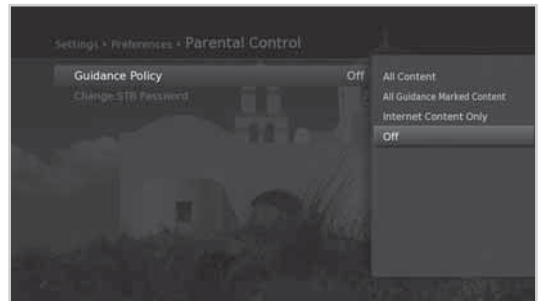 Settings • Preferences • Parental Control
Guidance Policy Off
Change STB Password
All Content
All Guidance Marked Content
Internet Content Only
Off